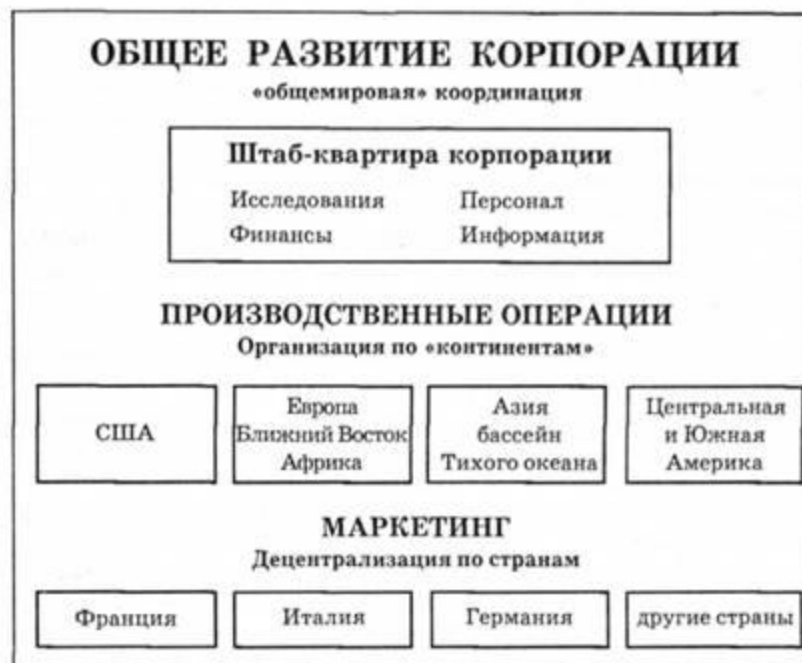 ОБЩЕЕ РАЗВИТИЕ КОРПОРАЦИИ
«общемировая» координация
Штаб-квартира корпорации
Исследования Персонал
Финансы Информация
ПРОИЗВОДСТВЕННЫЕ ОПЕРАЦИИ
Организация по «континентам»
США
Европа
Ближний Восток
Африка
Азия
бассейн
Тихого океана
Центральная
и Южная
Америка
МАРКЕТИНГ
Децентрализация по странам
Франция
Италия
Германия
другие страны